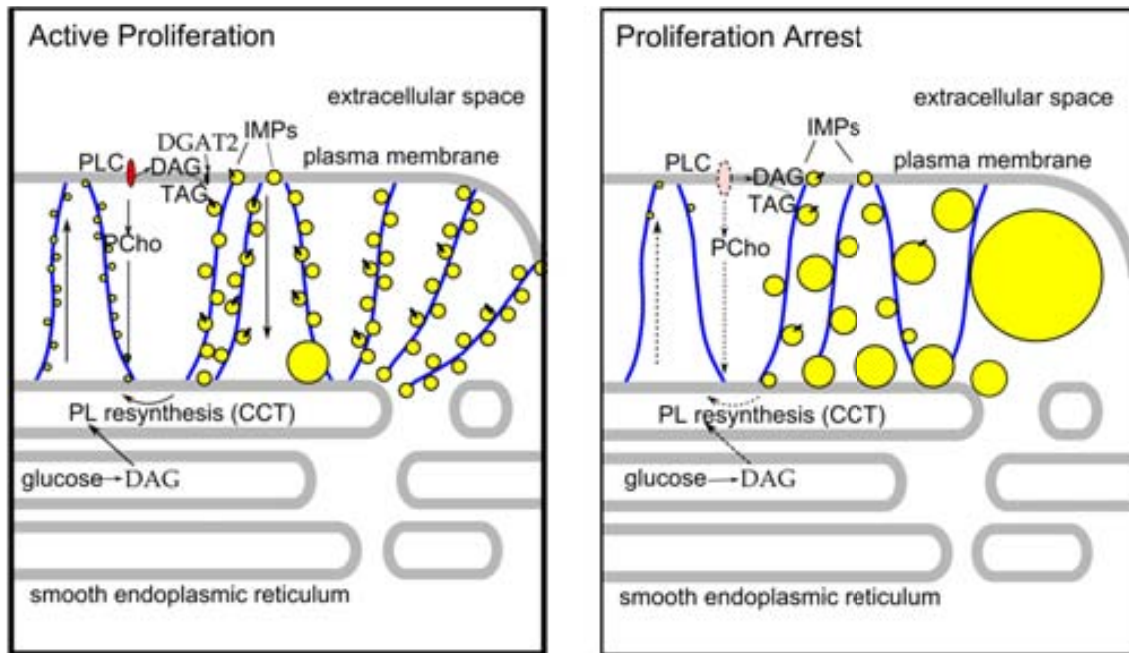 Active Proliferation
extracellular space
IMPs
DGAT2
PLC
DAG
plasma membrane
TAG
PCho
PL resynthesis (CCT)
glucose
DAG
smooth endoplasmic reticulum
Proliferation Arrest
extracellular space
IMPs
PLC
plasma membrane
DAG
TAG
PCho
PL resynthesis (CCT)
glucose
DAG
smooth endoplasmic reticulum